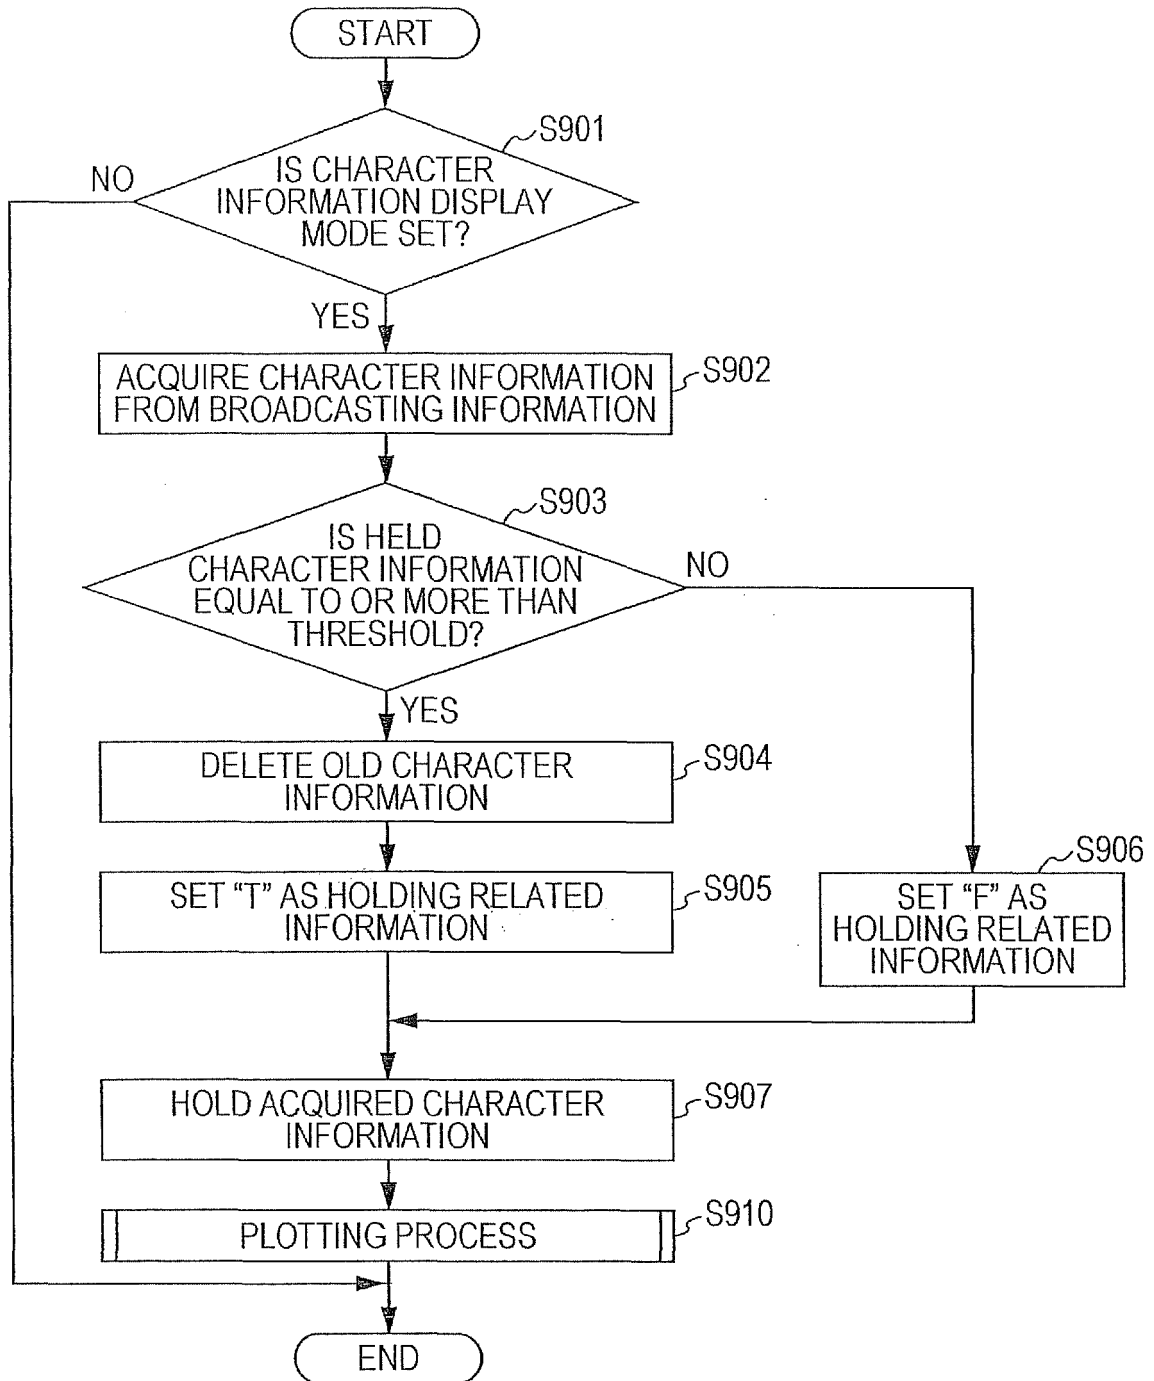 START
S901
IS CHARACTER
INFORMATION DISPLAY
MODE SET?
NO
YES
ACQUIRE CHARACTER INFORMATION
FROM BROADCASTING INFORMATION
S902
S903
IS HELD
CHARACTER INFORMATION
EQUAL TO OR MORE THAN
THRESHOLD?
NO
YES
DELETE OLD CHARACTER
INFORMATION
S904
SET "T" AS HOLDING RELATED
INFORMATION
S905
S906
SET "F" AS
HOLDING RELATED
INFORMATION
HOLD ACQUIRED CHARACTER
INFORMATION
S907
PLOTTING PROCESS
S910
END